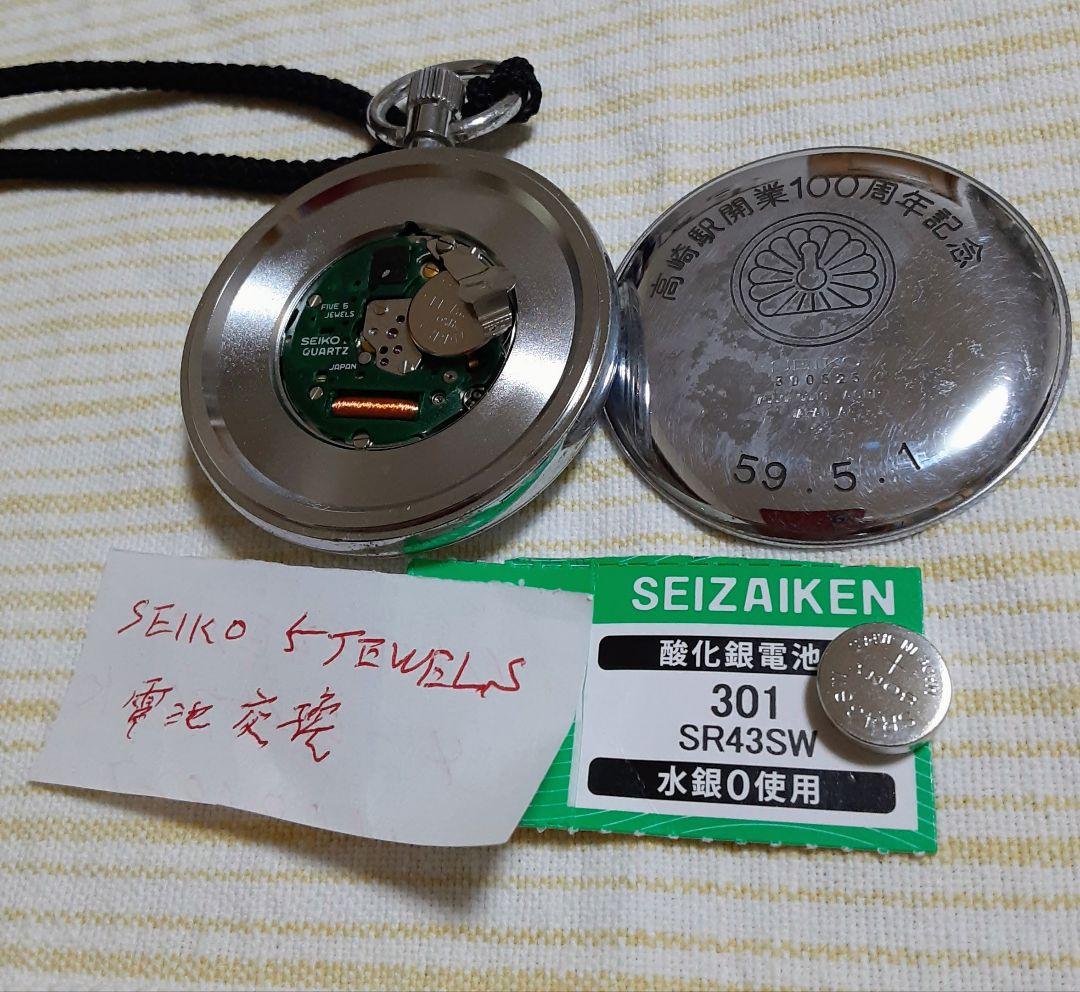 FIVE 5
JEWELS
SEIKO
QUARTZ
JAPAN
高崎駅開業100周年記念
300525
59.5.1
SEIKO 5 JEWELS
電池交換
SEIZAIKEN
酸化銀電池
301
SR43SW
水銀0使用